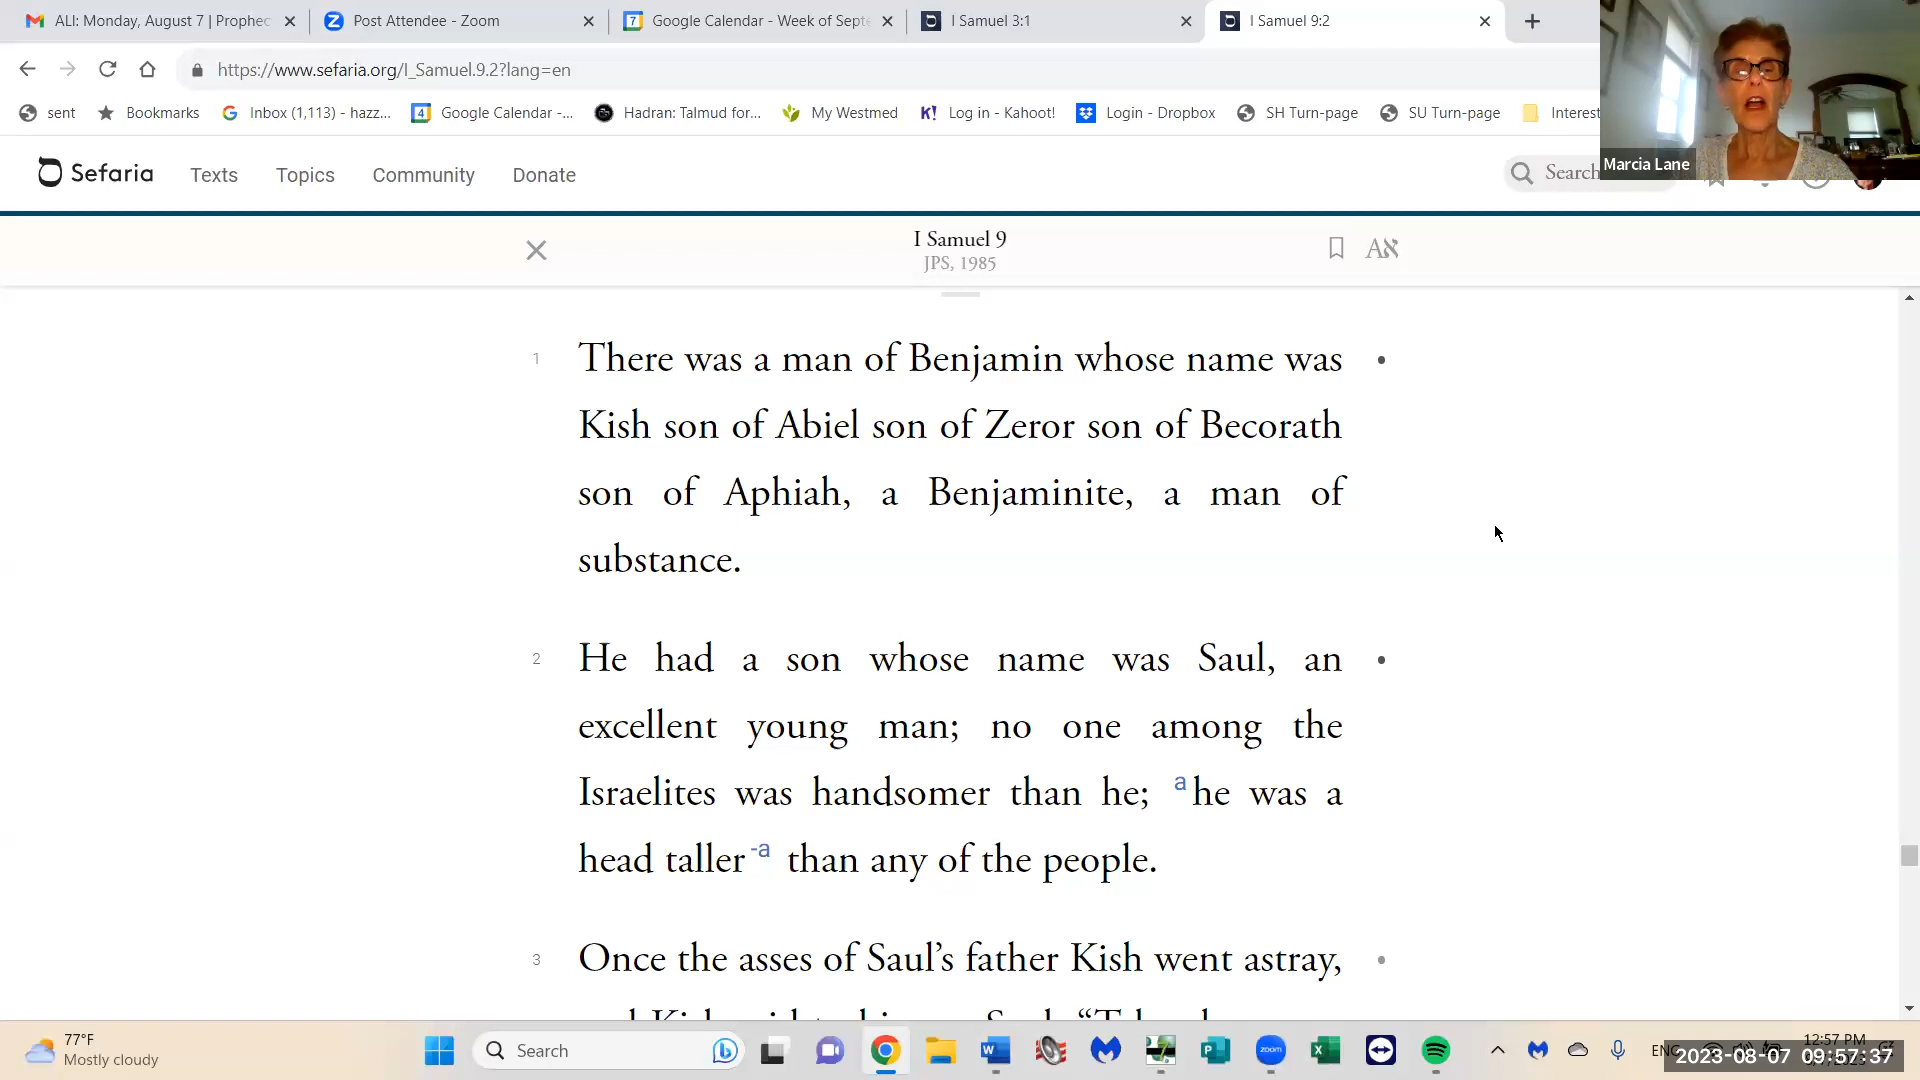 ALI: Monday, August 7 | Prophec
Post Attendee - Zoom
Google Calendar - Week of Septe
I Samuel 3:1
I Samuel 9:2
https://www.sefaria.org/I_Samuel.9.2?lang=en
sent
Bookmarks
Inbox (1,113) - hazz...
Google Calendar -...
Hadran: Talmud for...
My Westmed
K! Log in - Kahoot!
Login - Dropbox
SH Turn-page
SU Turn-page
Interest
Marcia Lane
Sefaria
Texts
Topics
Community
Donate
Search
I Samuel 9
JPS, 1985
Aא
1 There was a man of Benjamin whose name was
Kish son of Abiel son of Zeror son of Becorath
son of Aphiah, a Benjaminite, a man of
substance.
2 He had a son whose name was Saul, an
excellent young man; no one among the
Israelites was handsomer than he; a he was a
head taller -a than any of the people.
3 Once the asses of Saul’s father Kish went astray,
77°F
Mostly cloudy
Search
zoom
12:57 PM
2023-08-07 09:57:37